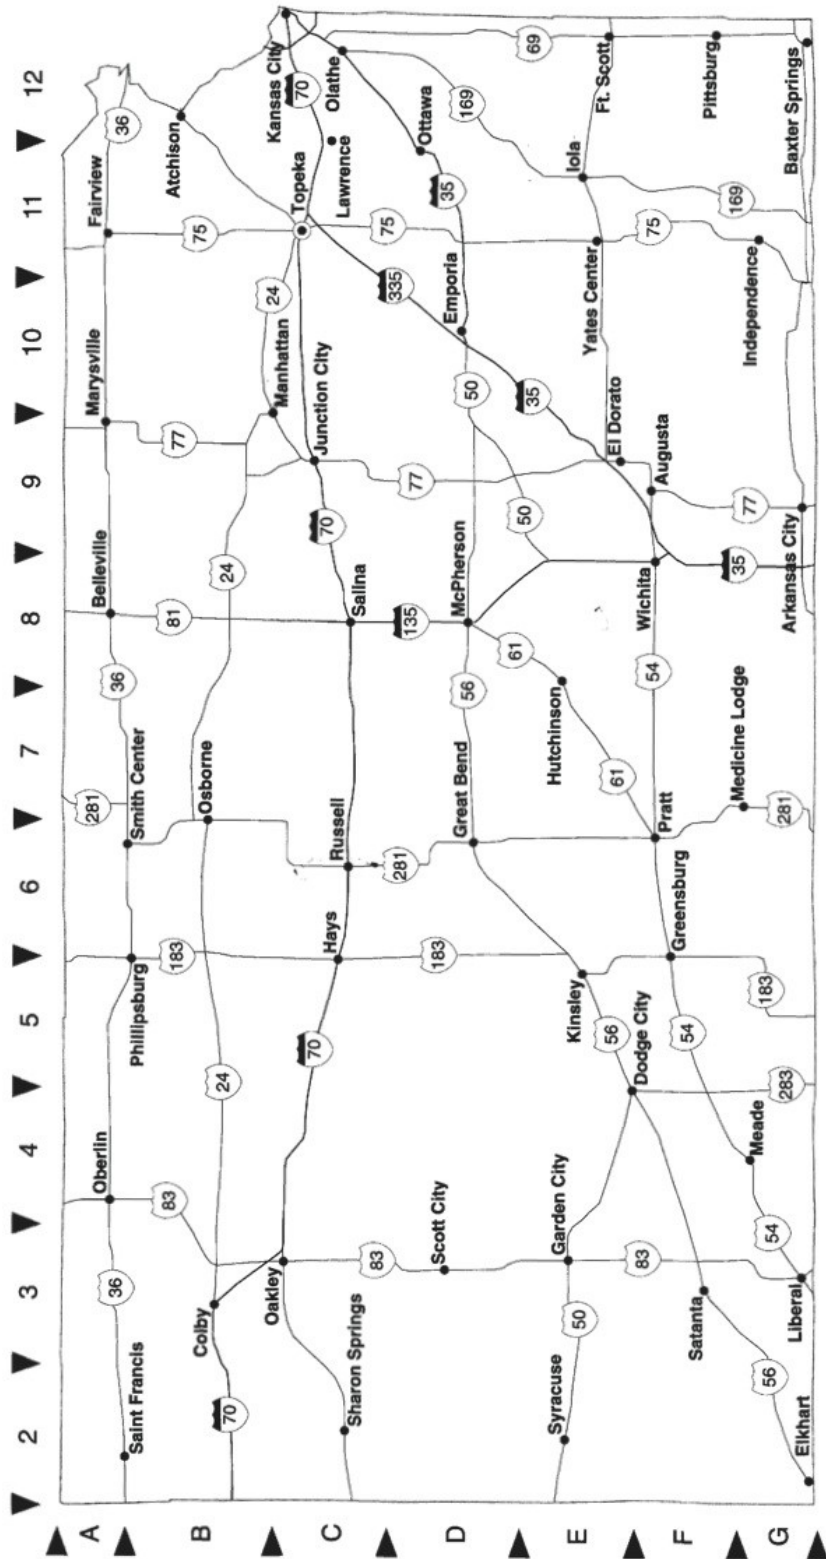 2 3 4 5 6 7 8 9 10 11 12
A
281
Oberlin
Belleville
Marysville
Fairview
36
36
36
Saint Francis
Phillipsburg
Smith Center
83
183
81
77
75
Atchison
B
Colby
Osborne
24
24
70
Oakley
Manhattan
24
Topeka
Kansas City
70
C
Sharon Springs
70
Hays
Russell
Salina
70
Junction City
Lawrence
Olathe
83
281
135
77
335
75
Ottawa
D
Scott City
183
Great Bend
56
McPherson
50
Emporia
35
169
Syracuse
Garden City
Kinsley
Hutchinson
61
50
35
69
E
50
56
61
Iola
Yates Center
El Dorado
Ft. Scott
83
Dodge City
54
Wichita
Augusta
75
F
Satanta
54
Greensburg
Pratt
Pittsburg
Medicine Lodge
35
77
Independence
169
Meade
56
54
183
G
Elkhart
Liberal
283
281
Arkansas City
Baxter Springs